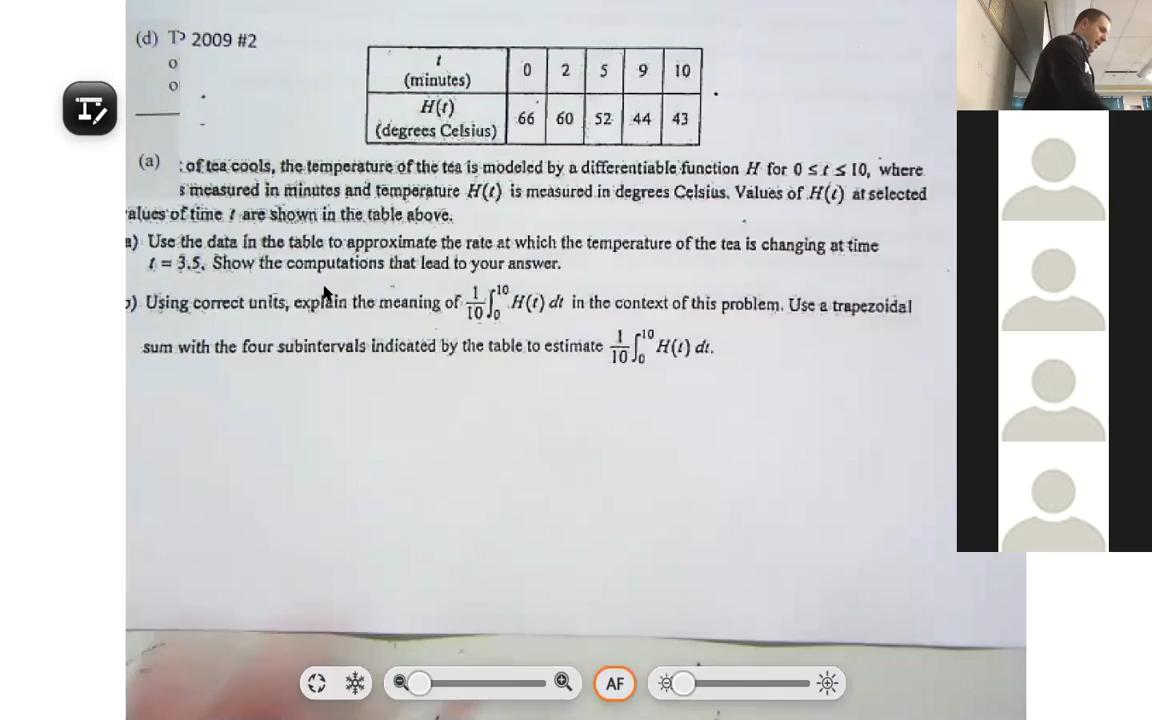 (d) T 2009 #2
o
o
t (minutes) 0 2 5 9 10
H(t) (degrees Celsius) 66 60 52 44 43
(a) : of tea cools, the temperature of the tea is modeled by a differentiable function H for 0 ≤ t ≤ 10, where
s measured in minutes and temperature H(t) is measured in degrees Celsius. Values of H(t) at selected
alues of time t are shown in the table above.
a) Use the data in the table to approximate the rate at which the temperature of the tea is changing at time
t = 3.5. Show the computations that lead to your answer.
) Using correct units, explain the meaning of 1/10 ∫₀¹⁰ H(t) dt in the context of this problem. Use a trapezoidal
sum with the four subintervals indicated by the table to estimate 1/10 ∫₀¹⁰ H(t) dt.
AF